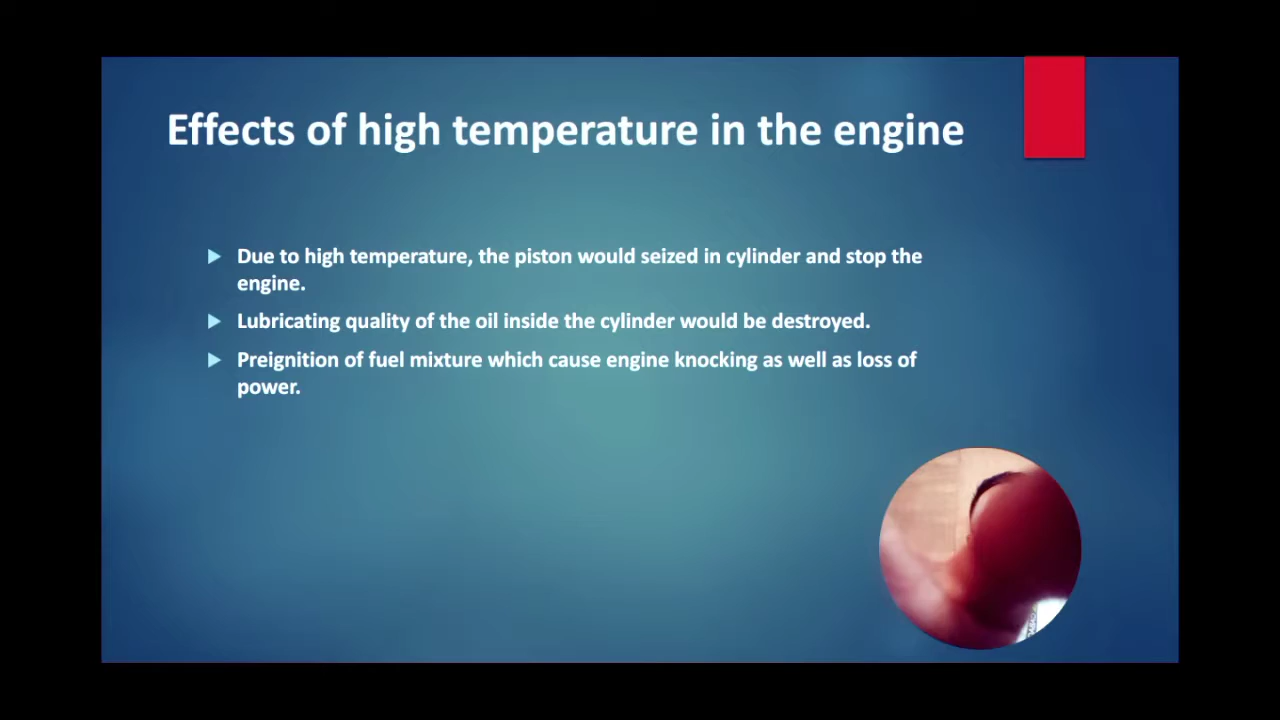 Effects of high temperature in the engine
Due to high temperature, the piston would seized in cylinder and stop the
engine.
Lubricating quality of the oil inside the cylinder would be destroyed.
Preignition of fuel mixture which cause engine knocking as well as loss of
power.